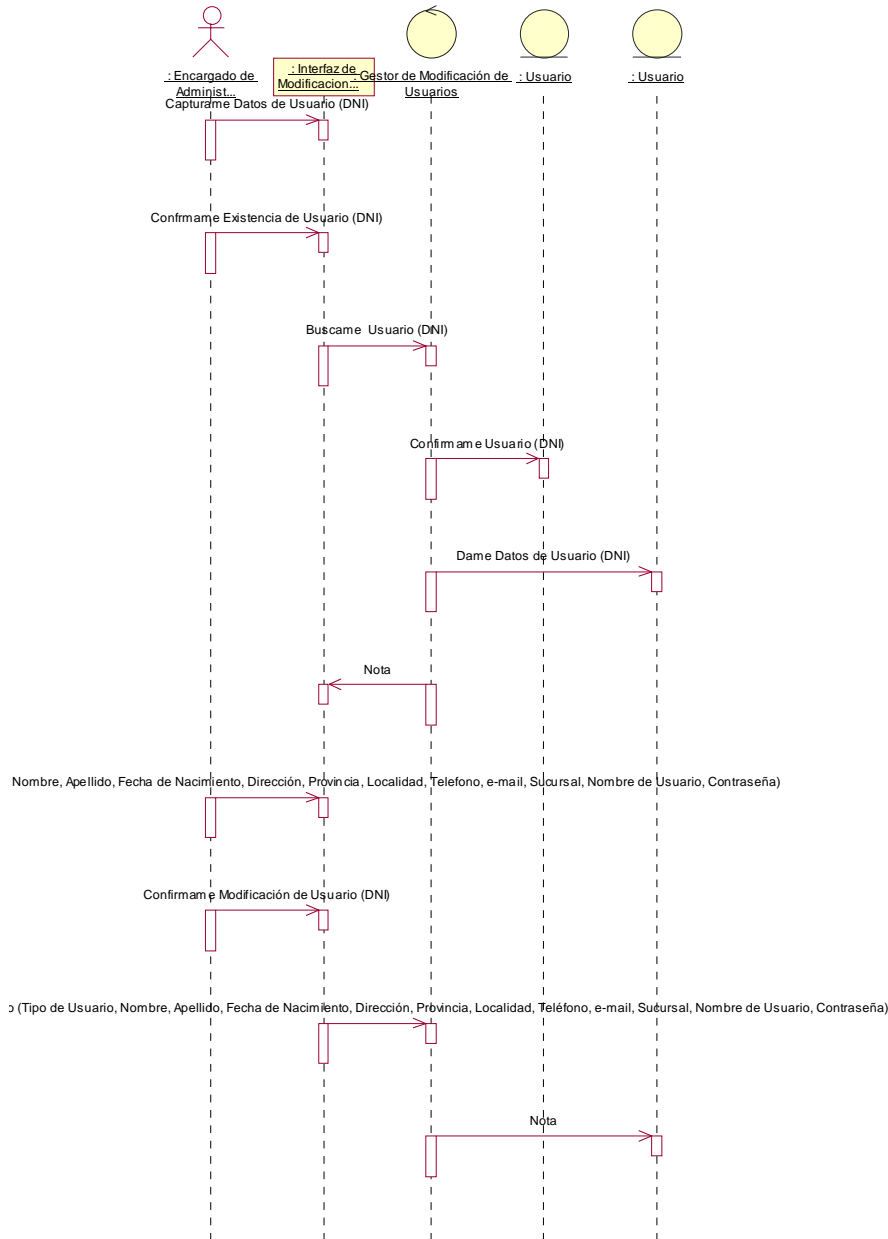 : Encargado de
Administ...
: Interfaz de
Modificacion...
: Gestor de Modificación de
Usuarios
: Usuario
: Usuario
Capturame Datos de Usuario (DNI)
Confrmame Existencia de Usuario (DNI)
Buscame Usuario (DNI)
Confirmame Usuario (DNI)
Dame Datos de Usuario (DNI)
Nota
Nombre, Apellido, Fecha de Nacimiento, Dirección, Provincia, Localidad, Telefono, e-mail, Sucursal, Nombre de Usuario, Contraseña)
Confirmame Modificación de Usuario (DNI)
o (Tipo de Usuario, Nombre, Apellido, Fecha de Nacimiento, Dirección, Provincia, Localidad, Teléfono, e-mail, Sucursal, Nombre de Usuario, Contraseña)
Nota